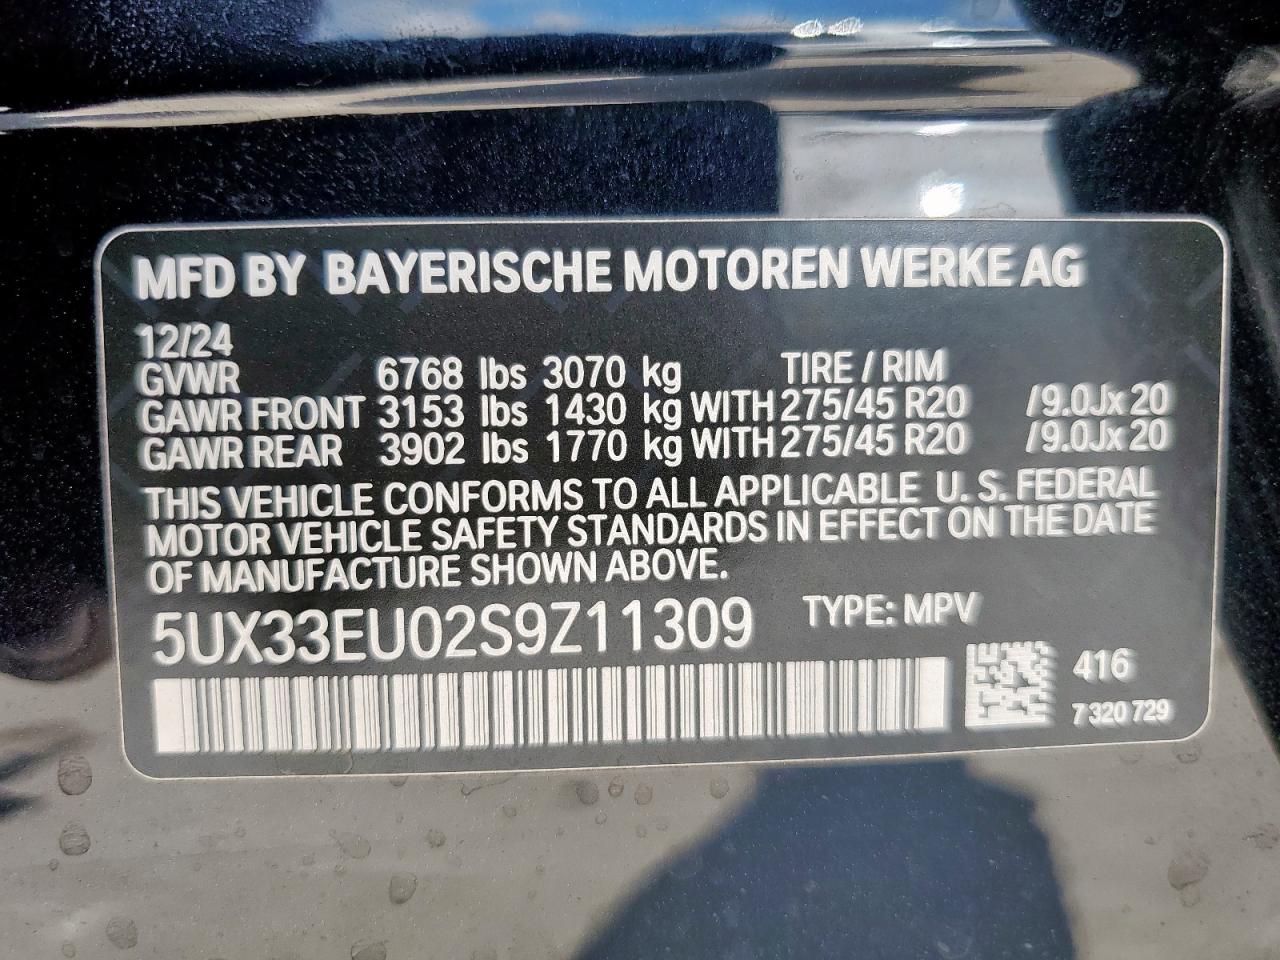 MFD BY BAYERISCHE MOTOREN WERKE AG
12/24
GVWR 6768 lbs 3070 kg TIRE / RIM
GAWR FRONT 3153 lbs 1430 kg WITH 275/45 R20 /9.0Jx20
GAWR REAR 3902 lbs 1770 kg WITH 275/45 R20 /9.0Jx20
THIS VEHICLE CONFORMS TO ALL APPLICABLE U. S. FEDERAL
MOTOR VEHICLE SAFETY STANDARDS IN EFFECT ON THE DATE
OF MANUFACTURE SHOWN ABOVE.
5UX33EU02S9Z11309 TYPE: MPV
416
7 320 729